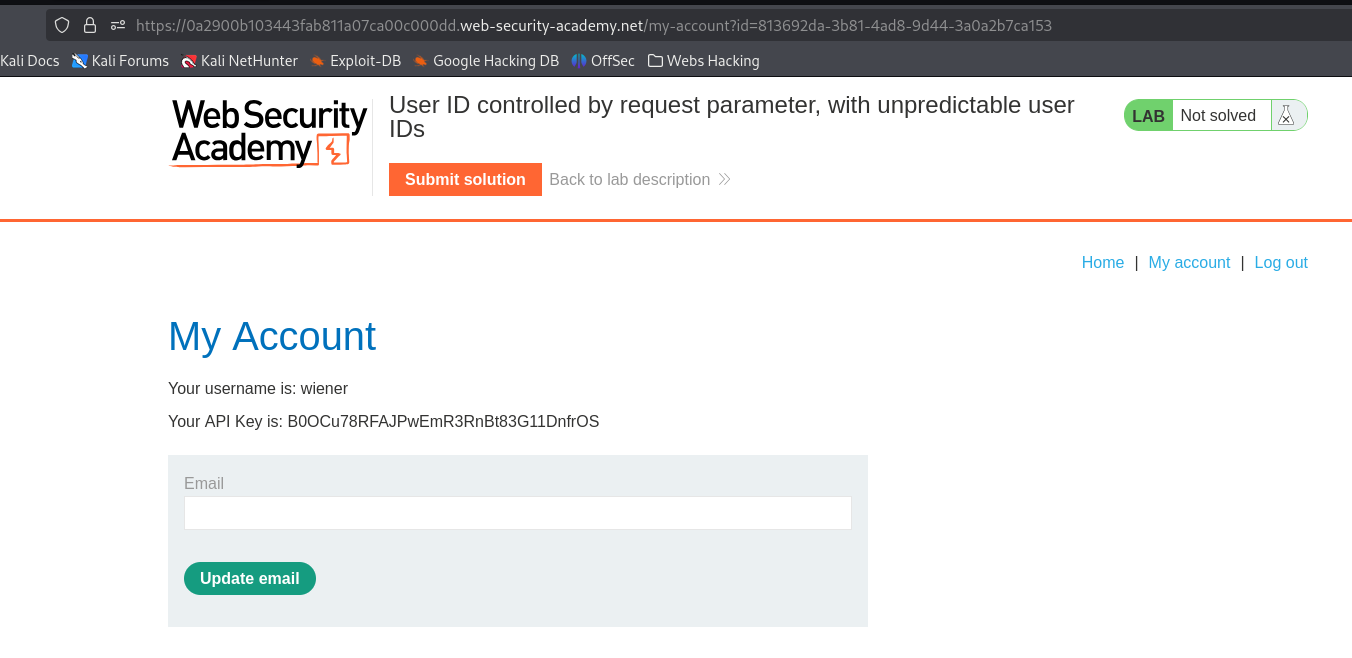 https://0a2900b103443fab811a07ca00c000dd.web-security-academy.net/my-account?id=813692da-3b81-4ad8-9d44-3a0a2b7ca153
Kali Docs Kali Forums Kali NetHunter Exploit-DB Google Hacking DB OffSec Webs Hacking
Web Security
Academy
User ID controlled by request parameter, with unpredictable user
IDs
LAB Not solved
Submit solution Back to lab description
Home | My account | Log out
My Account
Your username is: wiener
Your API Key is: B0OCu78RFAJPwEmR3RnBt83G11DnfrOS
Email
Update email